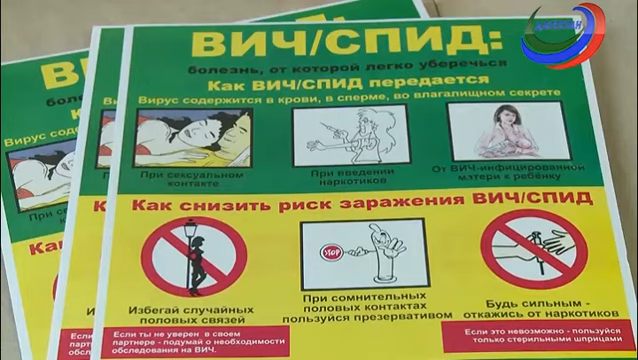 ДАГЕСТАН
ВИЧ/СПИД:
болезнь, от которой легко уберечься
Как ВИЧ/СПИД передается
Вирус содержится в крови, в сперме, во влагалищном секрете
При сексуальном
контакте
При введении
наркотиков
От ВИЧ-инфицированной
матери к ребёнку
Как снизить риск заражения ВИЧ/СПИД
STOP
Избегай случайных
половых связей
При сомнительных
половых контактах
пользуйся презервативом
Будь сильным -
откажись от наркотиков
Если ты не уверен в своем
партнере - подумай о необходимости
обследования на ВИЧ.
Если это невозможно - пользуйся
только стерильными шприцами